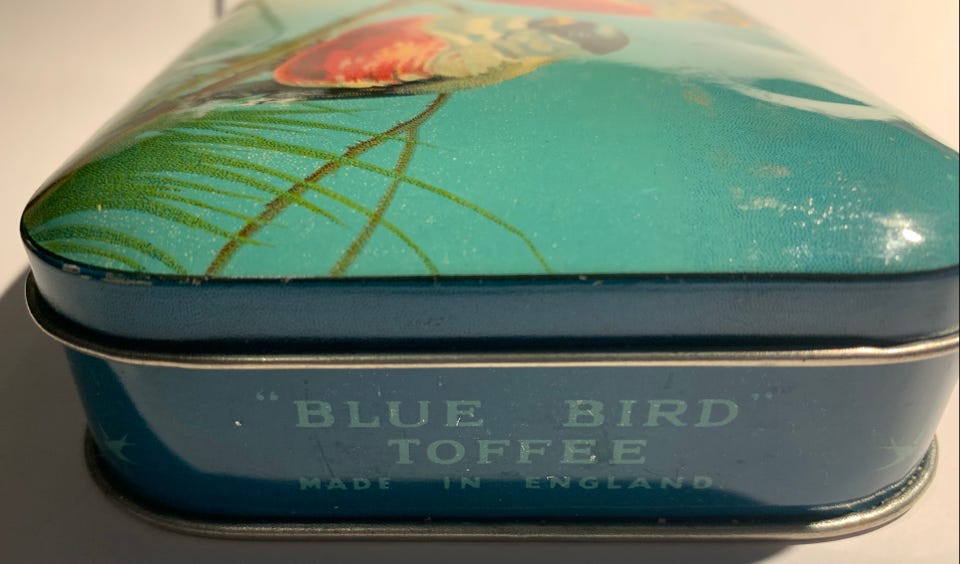 "BLUE BIRD"
TOFFEE
MADE IN ENGLAND.